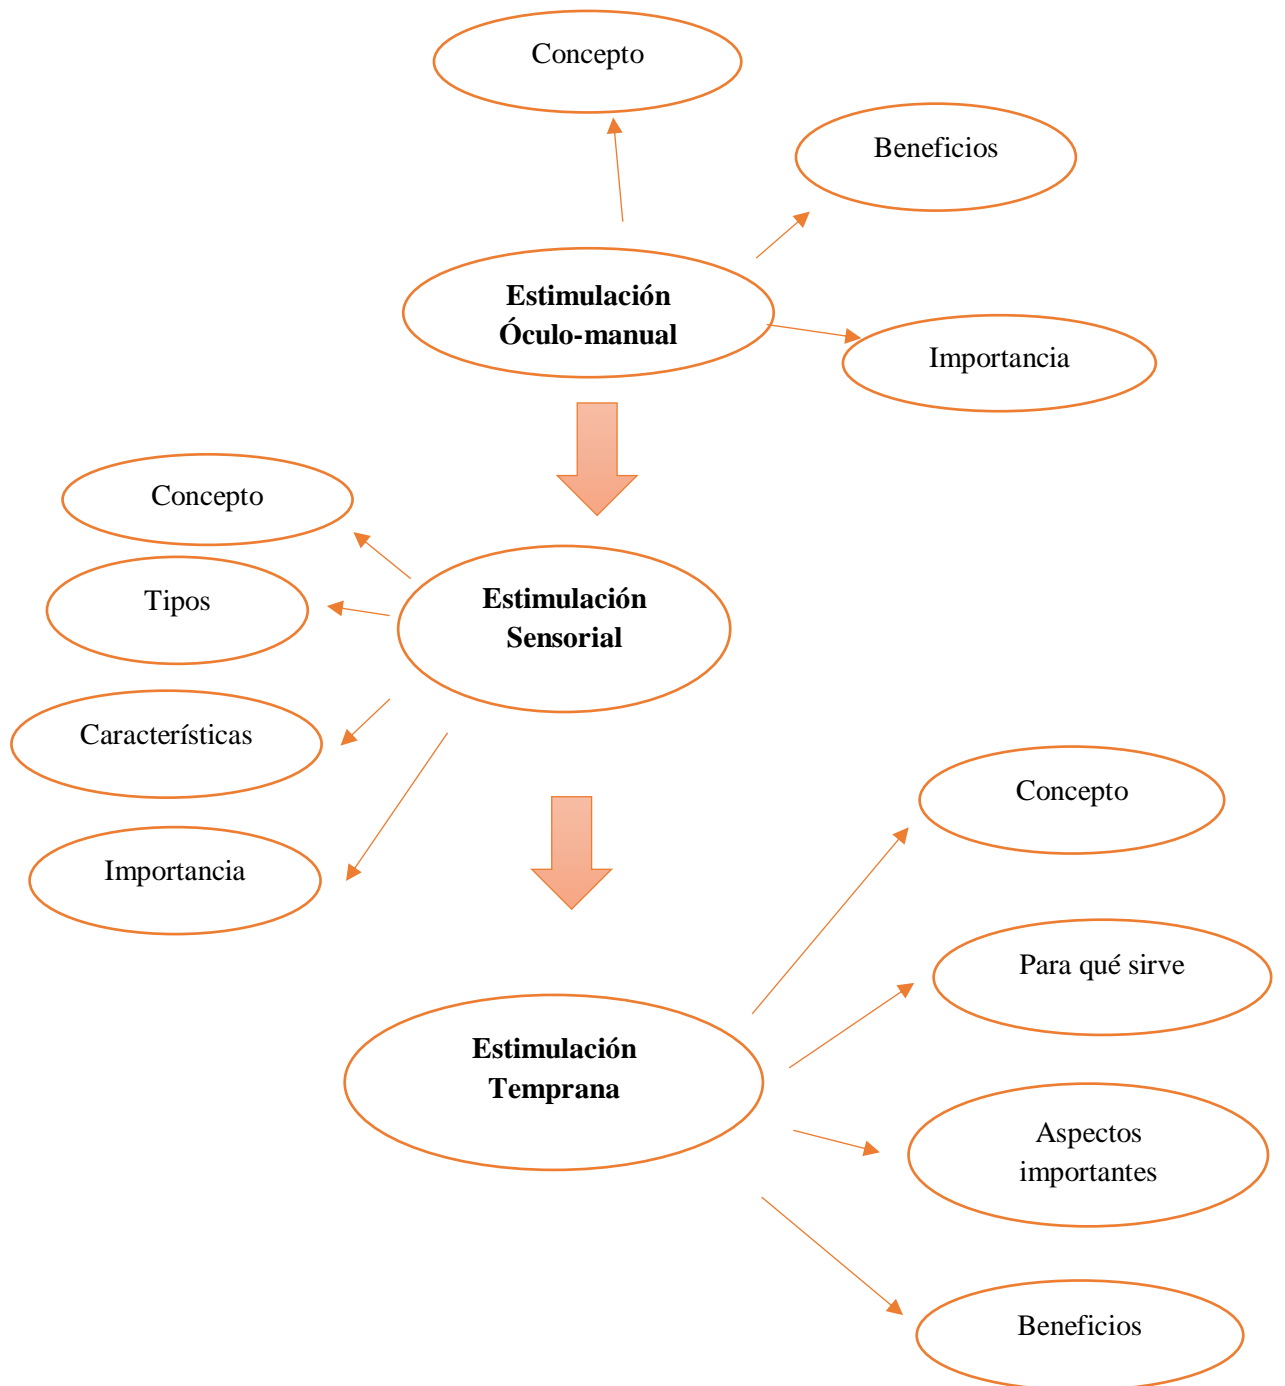 Concepto
Beneficios
Estimulación
Óculo-manual
Importancia
Concepto
Tipos
Características
Importancia
Estimulación
Sensorial
Concepto
Para qué sirve
Estimulación
Temprana
Aspectos
importantes
Beneficios